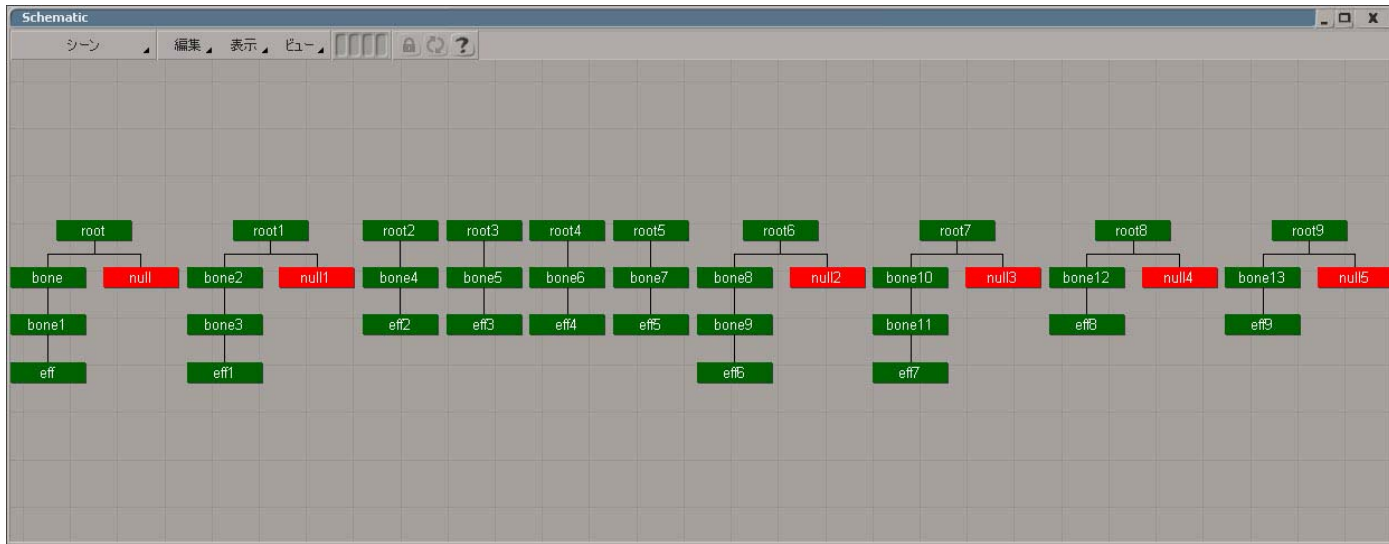 Schematic
シーン 編集 表示 ビュー ?
root root1 root2 root3 root4 root5 root6 root7 root8 root9
bone null bone2 null1 bone4 bone5 bone6 bone7 bone8 null2 bone10 null3 bone12 null4 bone13 null5
bone1 bone3 eff2 eff3 eff4 eff5 bone9 bone11 eff8 eff9
eff eff1 eff6 eff7